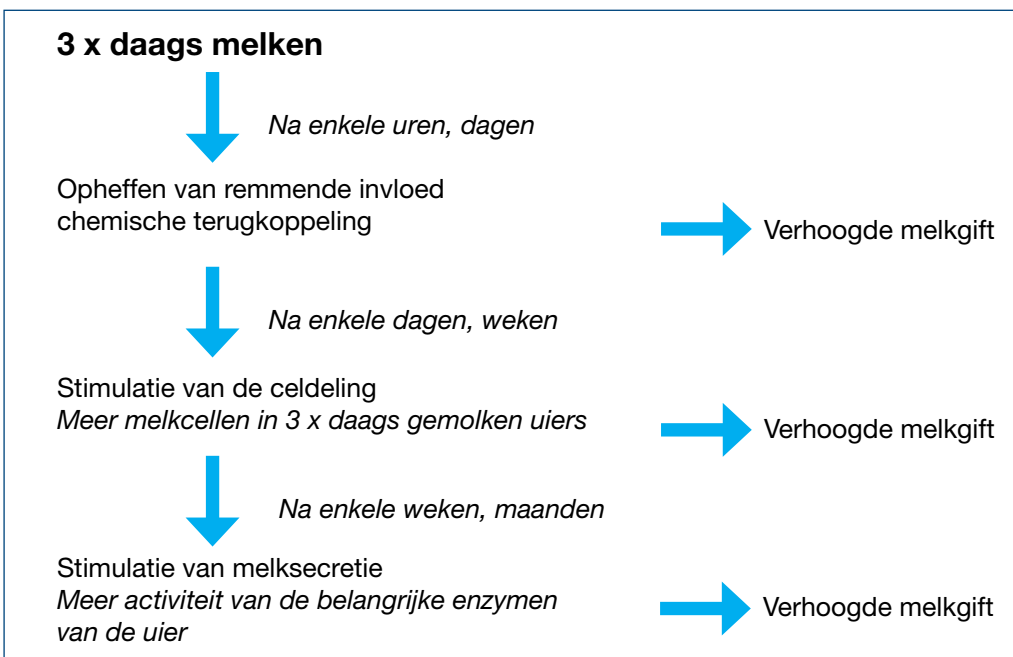 3 x daags melken
Na enkele uren, dagen
Opheffen van remmende invloed
chemische terugkoppeling
Verhoogde melkgift
Na enkele dagen, weken
Stimulatie van de celdeling
Meer melkcellen in 3 x daags gemolken uiers
Verhoogde melkgift
Na enkele weken, maanden
Stimulatie van melksecretie
Meer activiteit van de belangrijke enzymen
van de uier
Verhoogde melkgift